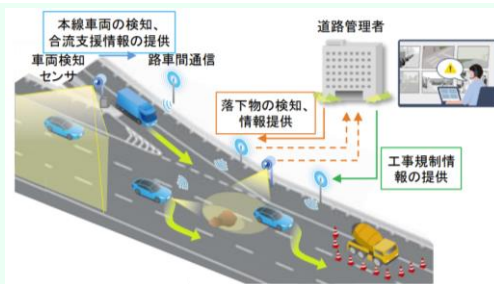 本線車両の検知、
合流支援情報の提供
車両検知
センサ
路車間通信
道路管理者
落下物の検知、
情報提供
工事規制情
報の提供